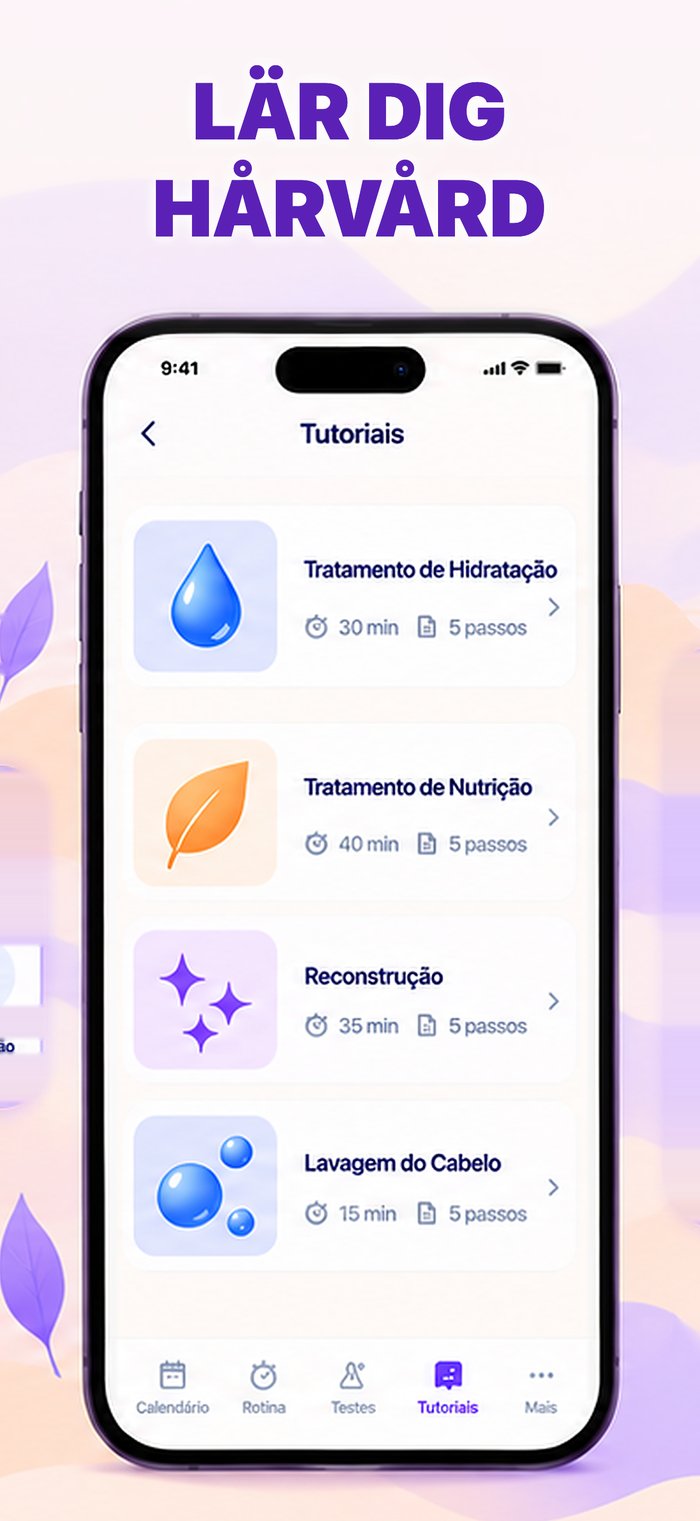 LÄR DIG
HÅRVÅRD
9:41
Tutoriais
Tratamento de Hidratação
30 min 5 passos
Tratamento de Nutrição
40 min 5 passos
Reconstrução
35 min 5 passos
ão
Lavagem do Cabelo
15 min 5 passos
Calendário Rotina Testes Tutoriais Mais